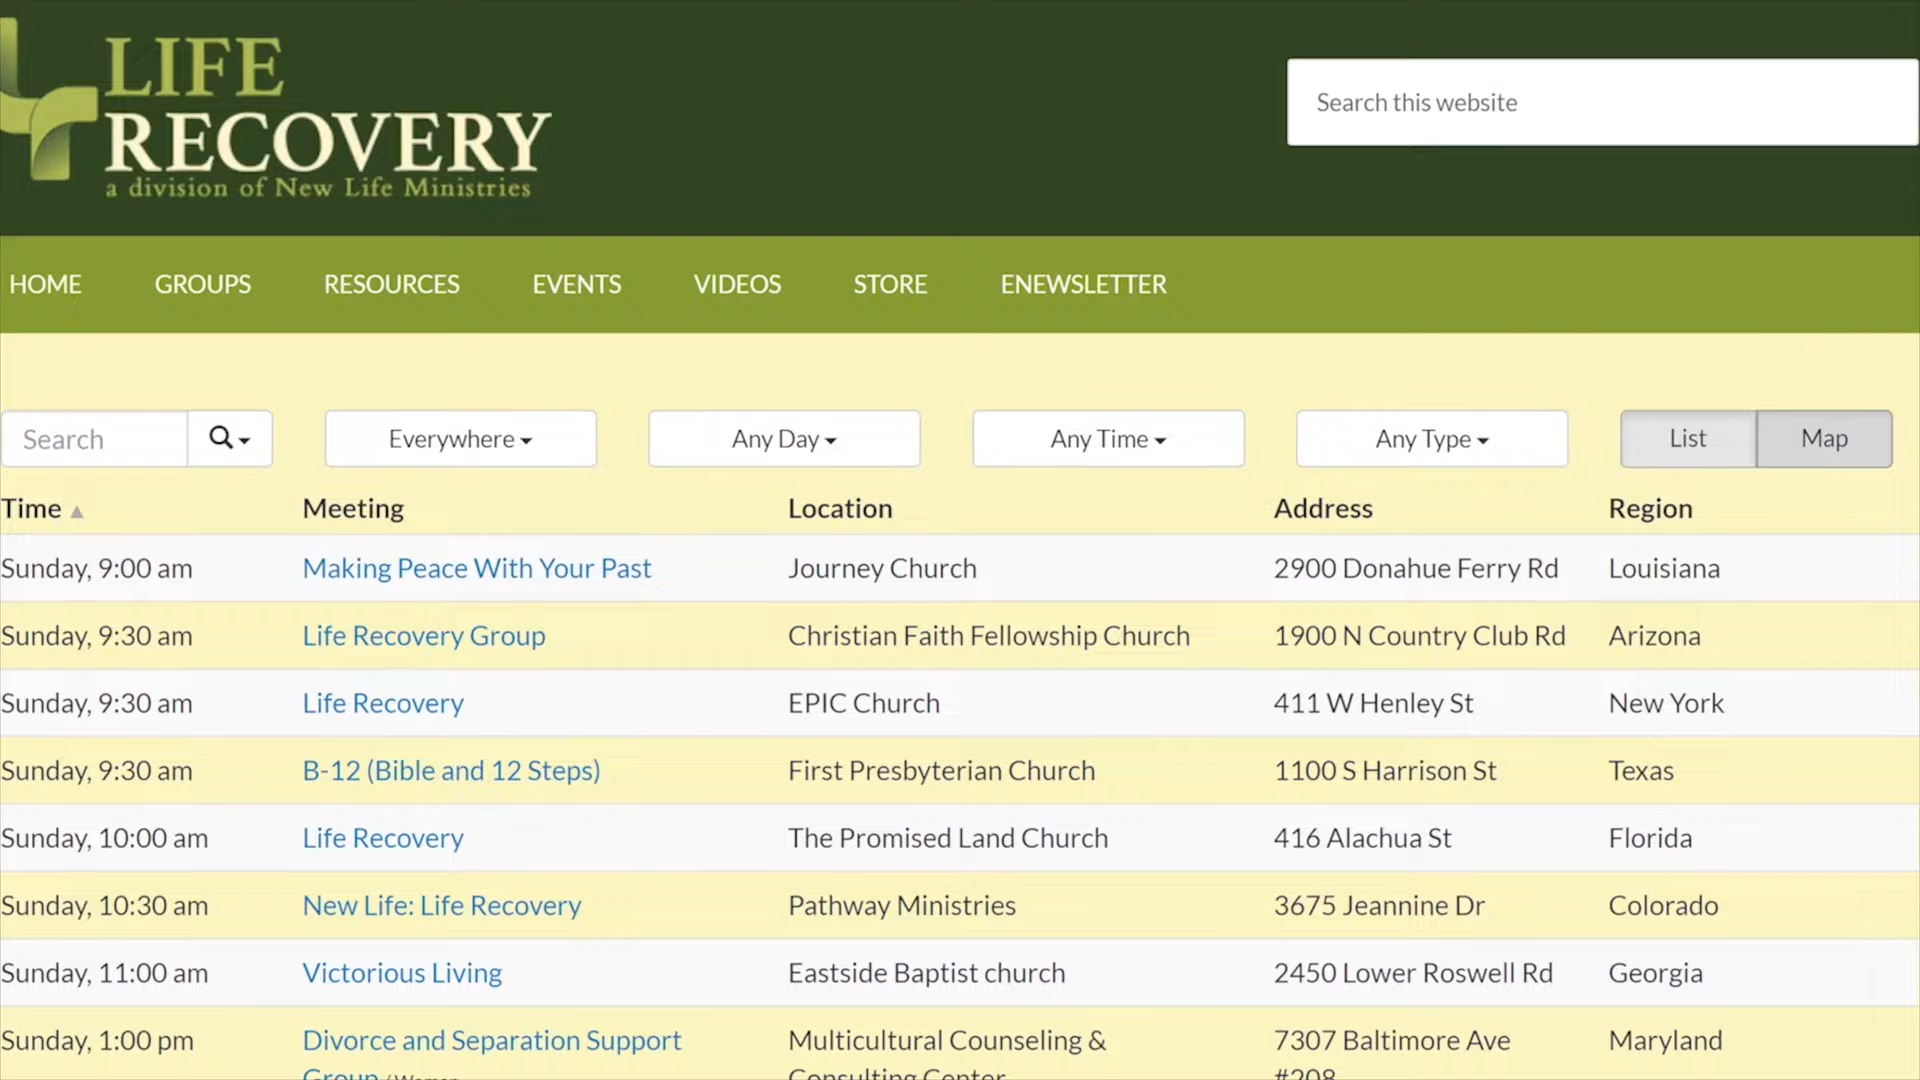 LIFE
RECOVERY
a division of New Life Ministries
Search this website
HOME GROUPS RESOURCES EVENTS VIDEOS STORE ENEWSLETTER
Search Everywhere Any Day Any Time Any Type List Map
Time Meeting Location Address Region
Sunday, 9:00 am Making Peace With Your Past Journey Church 2900 Donahue Ferry Rd Louisiana
Sunday, 9:30 am Life Recovery Group Christian Faith Fellowship Church 1900 N Country Club Rd Arizona
Sunday, 9:30 am Life Recovery EPIC Church 411 W Henley St New York
Sunday, 9:30 am B-12 (Bible and 12 Steps) First Presbyterian Church 1100 S Harrison St Texas
Sunday, 10:00 am Life Recovery The Promised Land Church 416 Alachua St Florida
Sunday, 10:30 am New Life: Life Recovery Pathway Ministries 3675 Jeannine Dr Colorado
Sunday, 11:00 am Victorious Living Eastside Baptist church 2450 Lower Roswell Rd Georgia
Sunday, 1:00 pm Divorce and Separation Support Multicultural Counseling & 7307 Baltimore Ave Maryland
Group Consulting Center #208